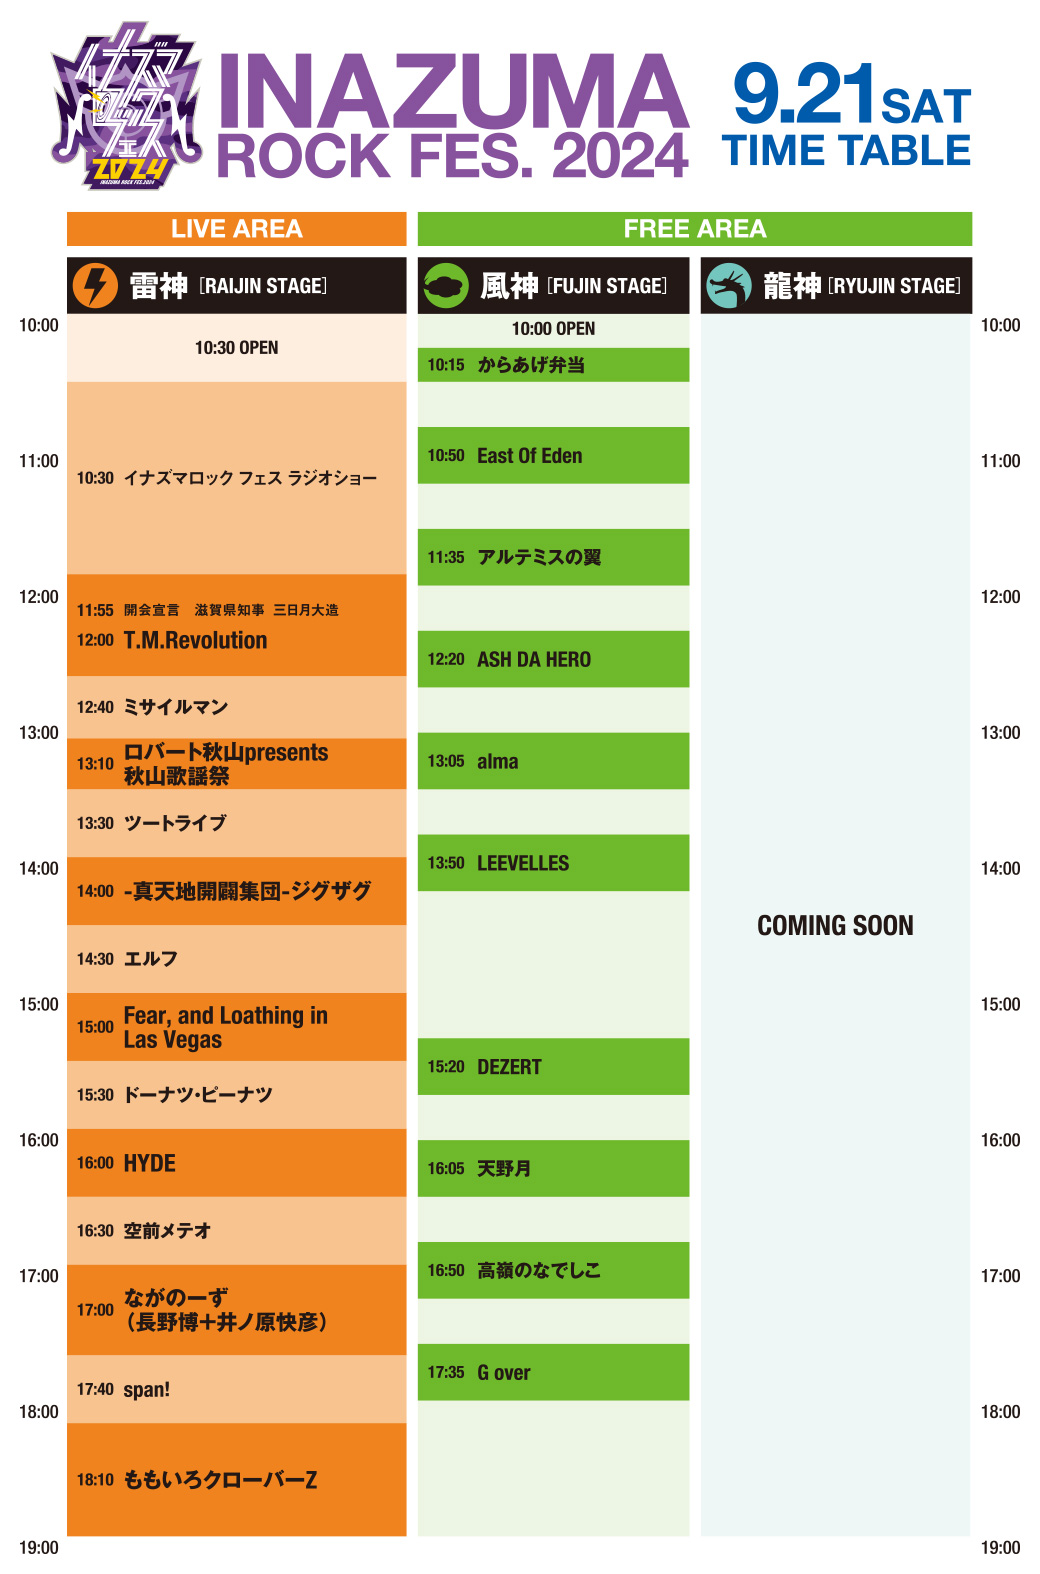 イナズマ
ロック
フェス
2024
INAZUMA ROCK FES.2024
INAZUMA
ROCK FES. 2024
9.21SAT
TIME TABLE
LIVE AREA
FREE AREA
雷神［RAIJIN STAGE］
風神［FUJIN STAGE］
龍神［RYUJIN STAGE］
10:00
11:00
12:00
13:00
14:00
15:00
16:00
17:00
18:00
19:00
10:30 OPEN
10:30 イナズマロック フェス ラジオショー
11:55 開会宣言　滋賀県知事 三日月大造
12:00 T.M.Revolution
12:40 ミサイルマン
13:10 ロバート秋山presents
秋山歌謡祭
13:30 ツートライブ
14:00 -真天地開闢集団-ジグザグ
14:30 エルフ
15:00 Fear, and Loathing in
Las Vegas
15:30 ドーナツ・ピーナツ
16:00 HYDE
16:30 空前メテオ
17:00 ながのーず
（長野博＋井ノ原快彦）
17:40 span!
18:10 ももいろクローバーZ
10:00 OPEN
10:15 からあげ弁当
10:50 East Of Eden
11:35 アルテミスの翼
12:20 ASH DA HERO
13:05 alma
13:50 LEEVELLES
15:20 DEZERT
16:05 天野月
16:50 高嶺のなでしこ
17:35 G over
COMING SOON
10:00
11:00
12:00
13:00
14:00
15:00
16:00
17:00
18:00
19:00